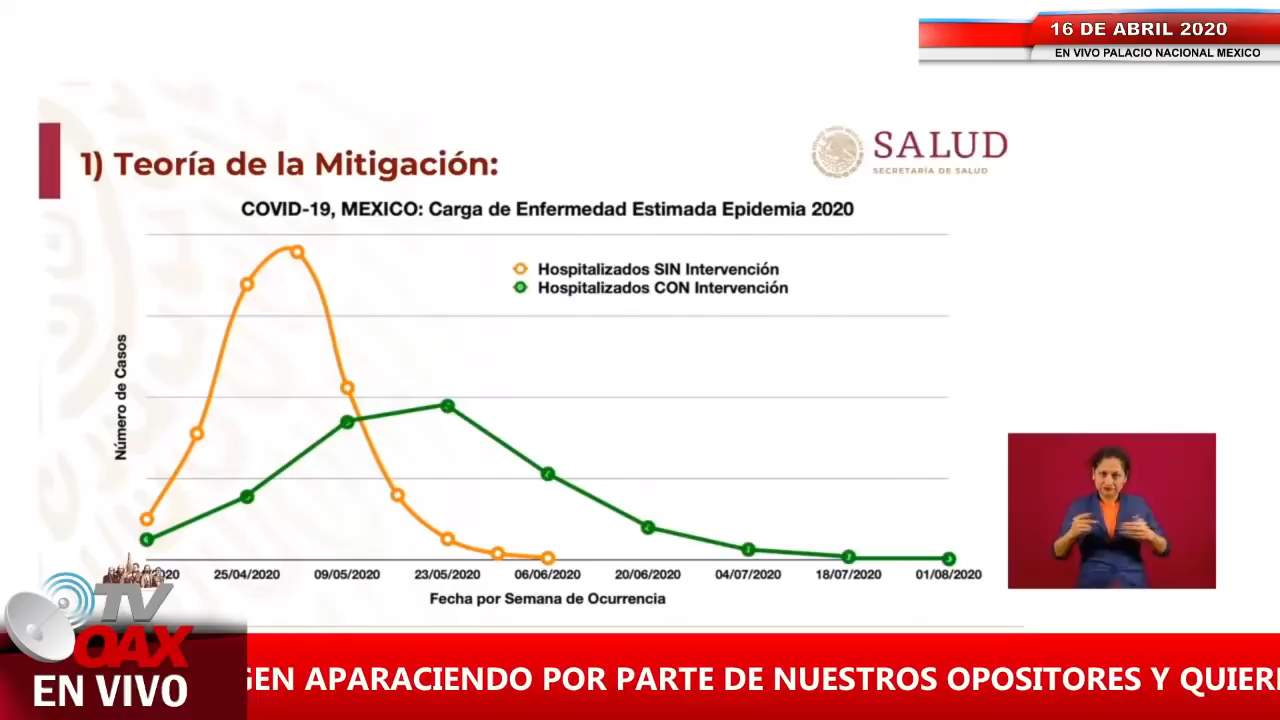 16 DE ABRIL 2020
EN VIVO PALACIO NACIONAL MEXICO
1) Teoría de la Mitigación:
SALUD
SECRETARÍA DE SALUD
COVID-19, MEXICO: Carga de Enfermedad Estimada Epidemia 2020
Hospitalizados SIN Intervención
Hospitalizados CON Intervención
Número de Casos
25/04/2020 09/05/2020 23/05/2020 06/06/2020 20/06/2020 04/07/2020 18/07/2020 01/08/2020
Fecha por Semana de Ocurrencia
TV
OAX
EN VIVO
GEN APARACIENDO POR PARTE DE NUESTROS OPOSITORES Y QUIER